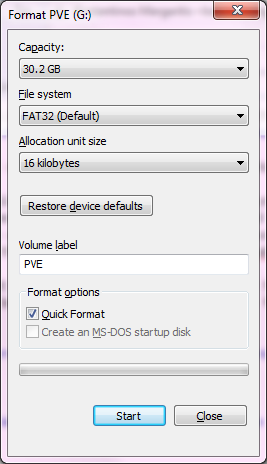 Format PVE (G:)
Capacity:
30.2 GB
File system
FAT32 (Default)
Allocation unit size
16 kilobytes
Restore device defaults
Volume label
PVE
Format options
Quick Format
Create an MS-DOS startup disk
Start
Close